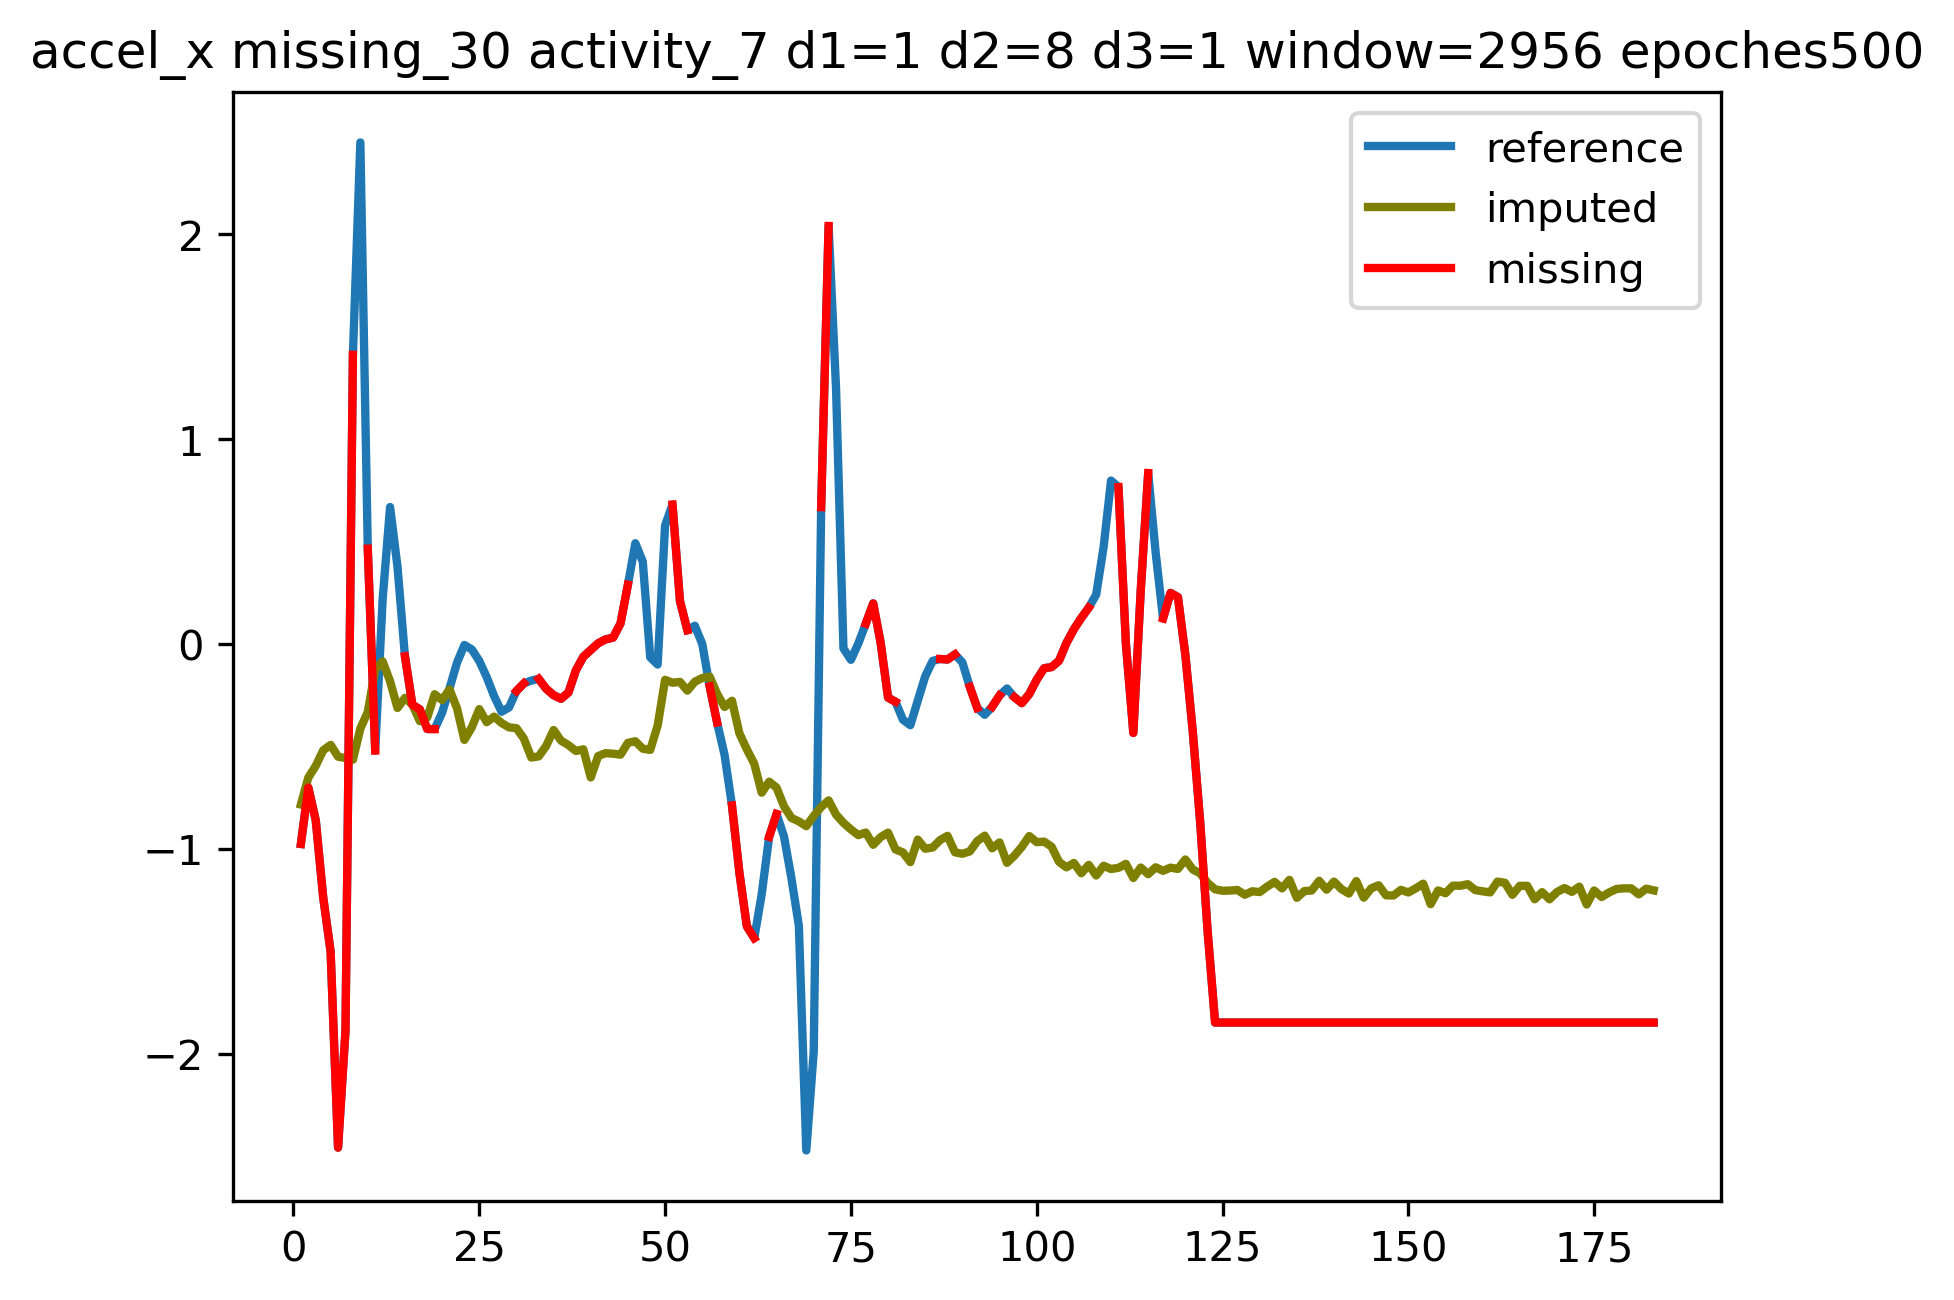 accel_x missing_30 activity_7 d1=1 d2=8 d3=1 window=2956 epoches500
reference
imputed
missing
2
1
0
−1
−2
0 25 50 75 100 125 150 175